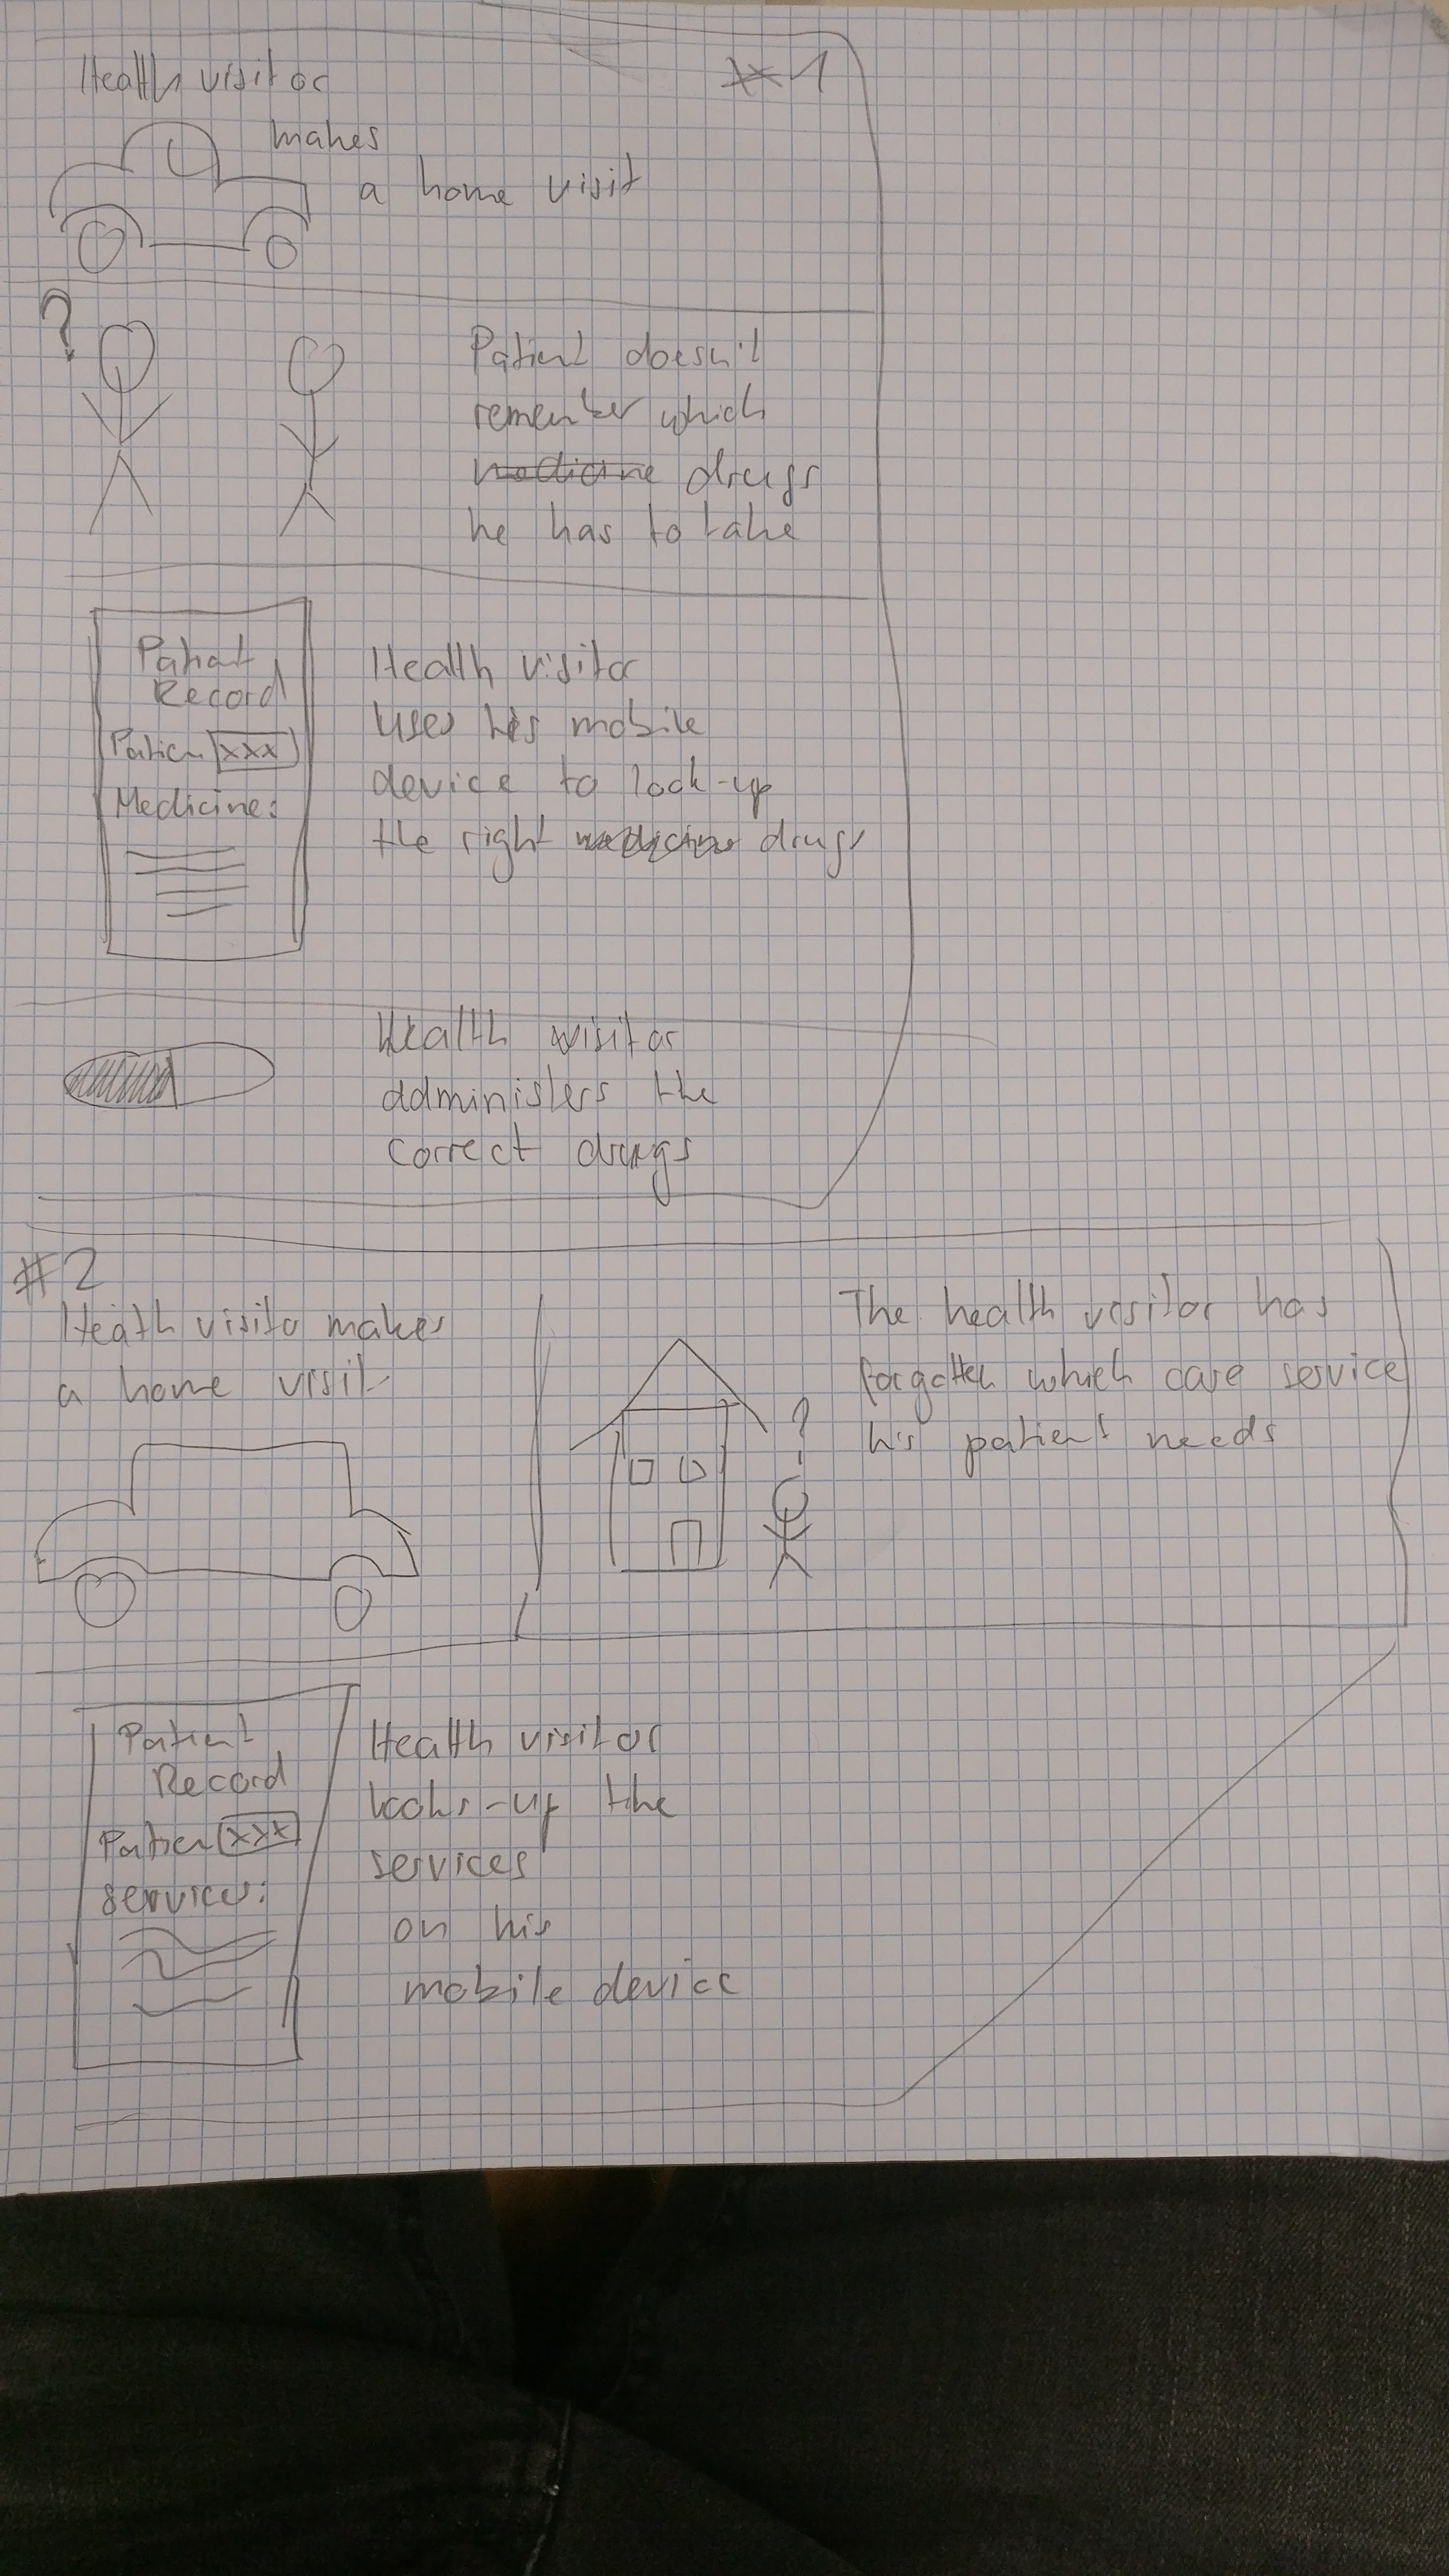 Health visitor
#1
makes
a home visit
?
Patient doesn't
remember which
medicine drugs
he has to take
Patient
Record
Patien xxx
Medicine:
Health visitor
uses his mobile
device to look-up
the right medicine drugs
Health visitor
administers the
correct drugs
#2
Heath visitor makes
a home visit
The health visitor has
forgotten which care service
his patient needs
?
Patient
Record
Patien xxx
services:
Health visitor
looks-up the
services
on his
mobile device